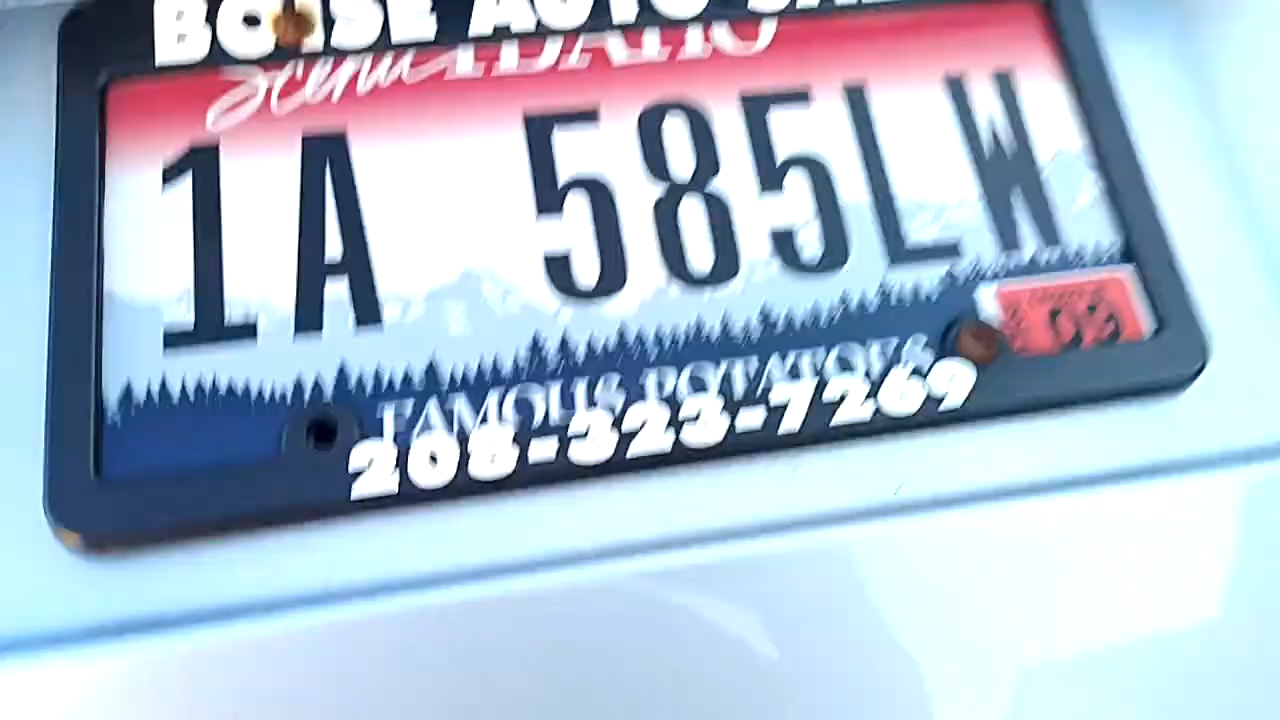 BOISE AUTO
Scenic IDAHO
1A 585LW
FAMOUS POTATOES
208-323-7269